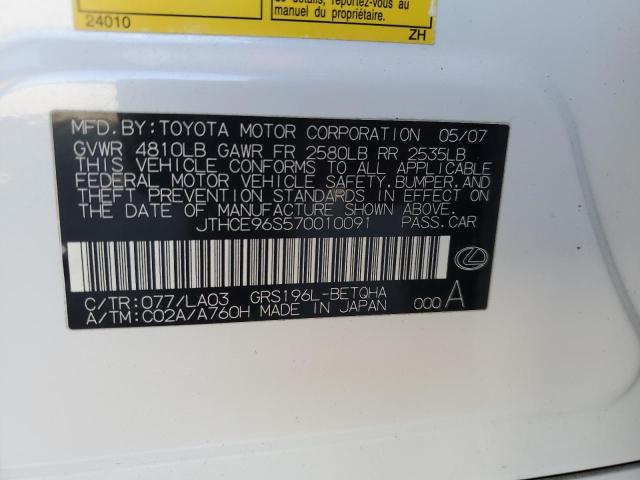 de détails, reportez-vous au
manuel du propriétaire.
24010
ZH
MFD. BY:TOYOTA MOTOR CORPORATION 05/07
GVWR 4810LB GAWR FR 2580LB RR 2535LB
THIS VEHICLE CONFORMS TO ALL APPLICABLE
FEDERAL MOTOR VEHICLE SAFETY,BUMPER,AND
THEFT PREVENTION STANDARDS IN EFFECT ON
THE DATE OF MANUFACTURE SHOWN ABOVE.
JTHCE96S570010091 PASS.CAR
C/TR:077/LA03 GRS196L-BETQHA
A/TM:C02A/A760H MADE IN JAPAN 000 A